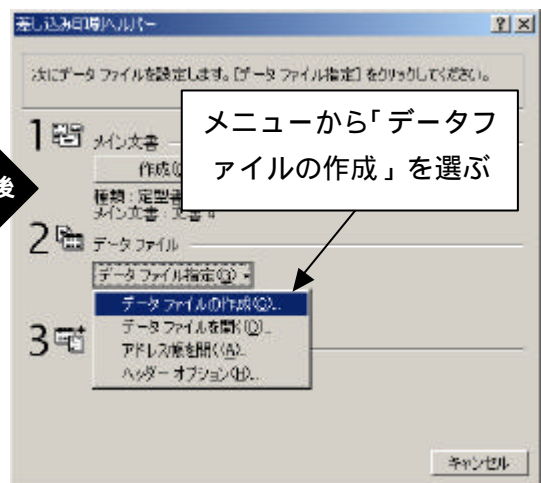 差し込み印刷ヘルパー
次にデータ ファイルを設定します。[データ ファイル指定] をクリックしてください。
メニューから「データフ
ァイルの作成」を選ぶ
後
1 メイン文書
作成(
種類 : 定型書
メイン文書 : 文書 4
2 データ ファイル
データ ファイル指定(G)
データ ファイルの作成(C)...
データ ファイルを開く(O)...
アドレス帳を開く(A)...
ヘッダー オプション(H)...
3
キャンセル